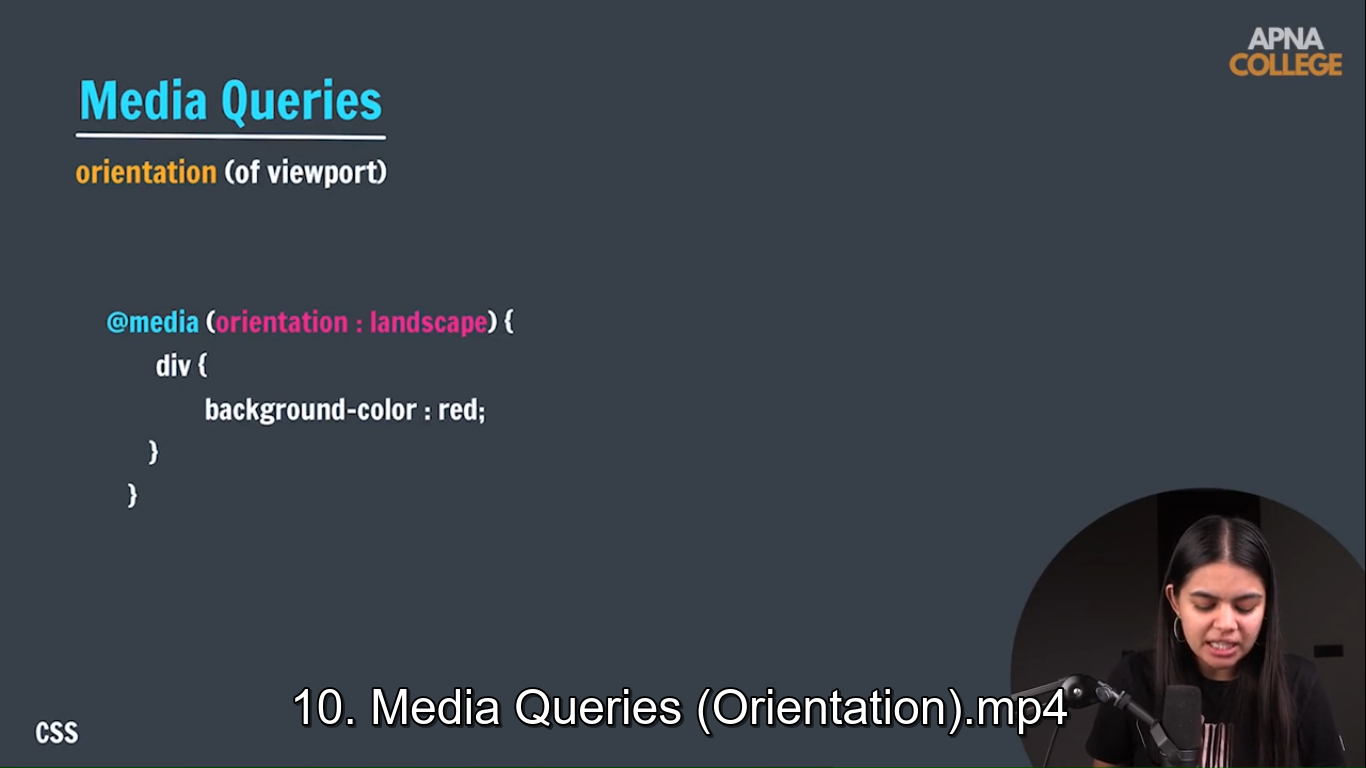 APNA
COLLEGE
Media Queries
orientation (of viewport)
@media (orientation : landscape) {
div {
background-color : red;
}
}
10. Media Queries (Orientation).mp4
CSS